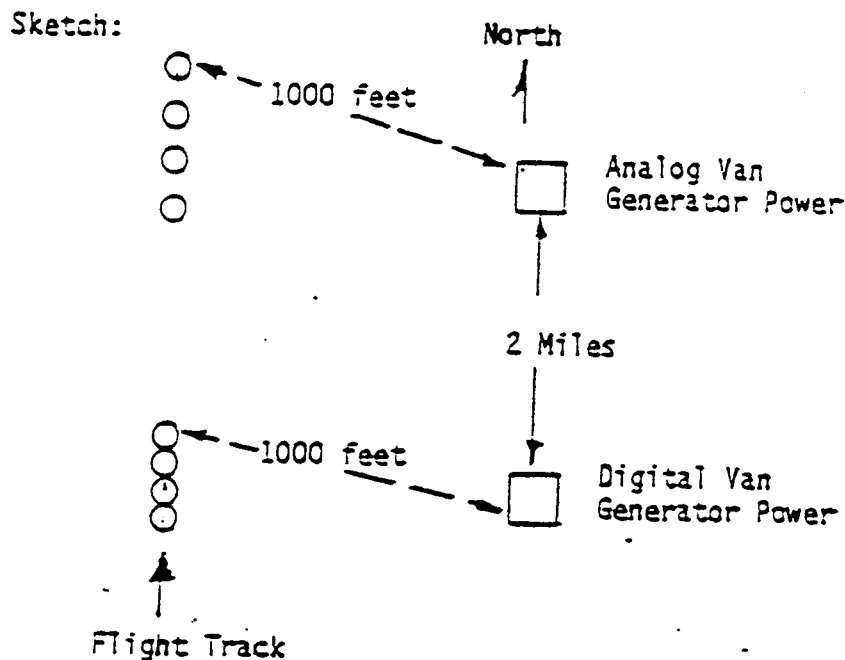 Sketch:
North
1000 feet
Analog Van
Generator Power
2 Miles
1000 feet
Digital Van
Generator Power
Flight Track